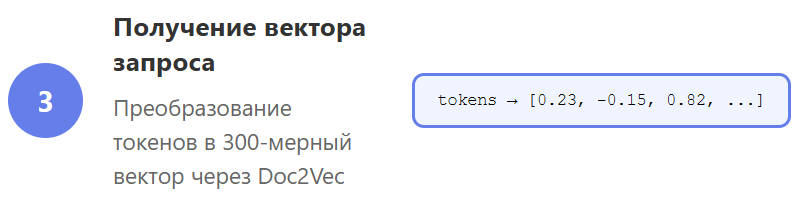 3
Получение вектора
запроса
Преобразование
токенов в 300-мерный
вектор через Doc2Vec
tokens → [0.23, -0.15, 0.82, ...]